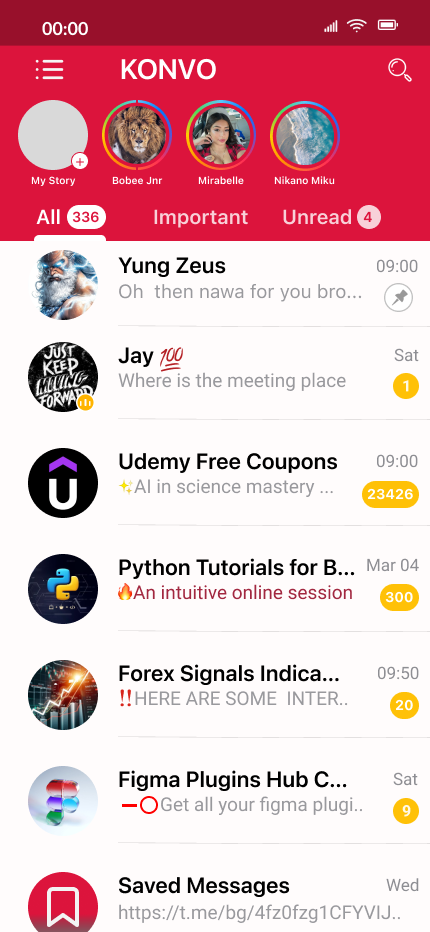 00:00
KONVO
My Story
Bobee Jnr
Mirabelle
Nikano Miku
All 336
Important
Unread 4
Yung Zeus
09:00
Oh then nawa for you bro...
JUST
KEEP
MOVING
FORWARD
Jay 💯
Sat
Where is the meeting place
1
Udemy Free Coupons
09:00
✨AI in science mastery ...
23426
Python Tutorials for B...
Mar 04
🔥An intuitive online session
300
Forex Signals Indica...
09:50
‼️HERE ARE SOME INTER..
20
Figma Plugins Hub C...
Sat
Get all your figma plugi..
9
Saved Messages
Wed
https://t.me/bg/4fz0fzg1CFYVIJ..